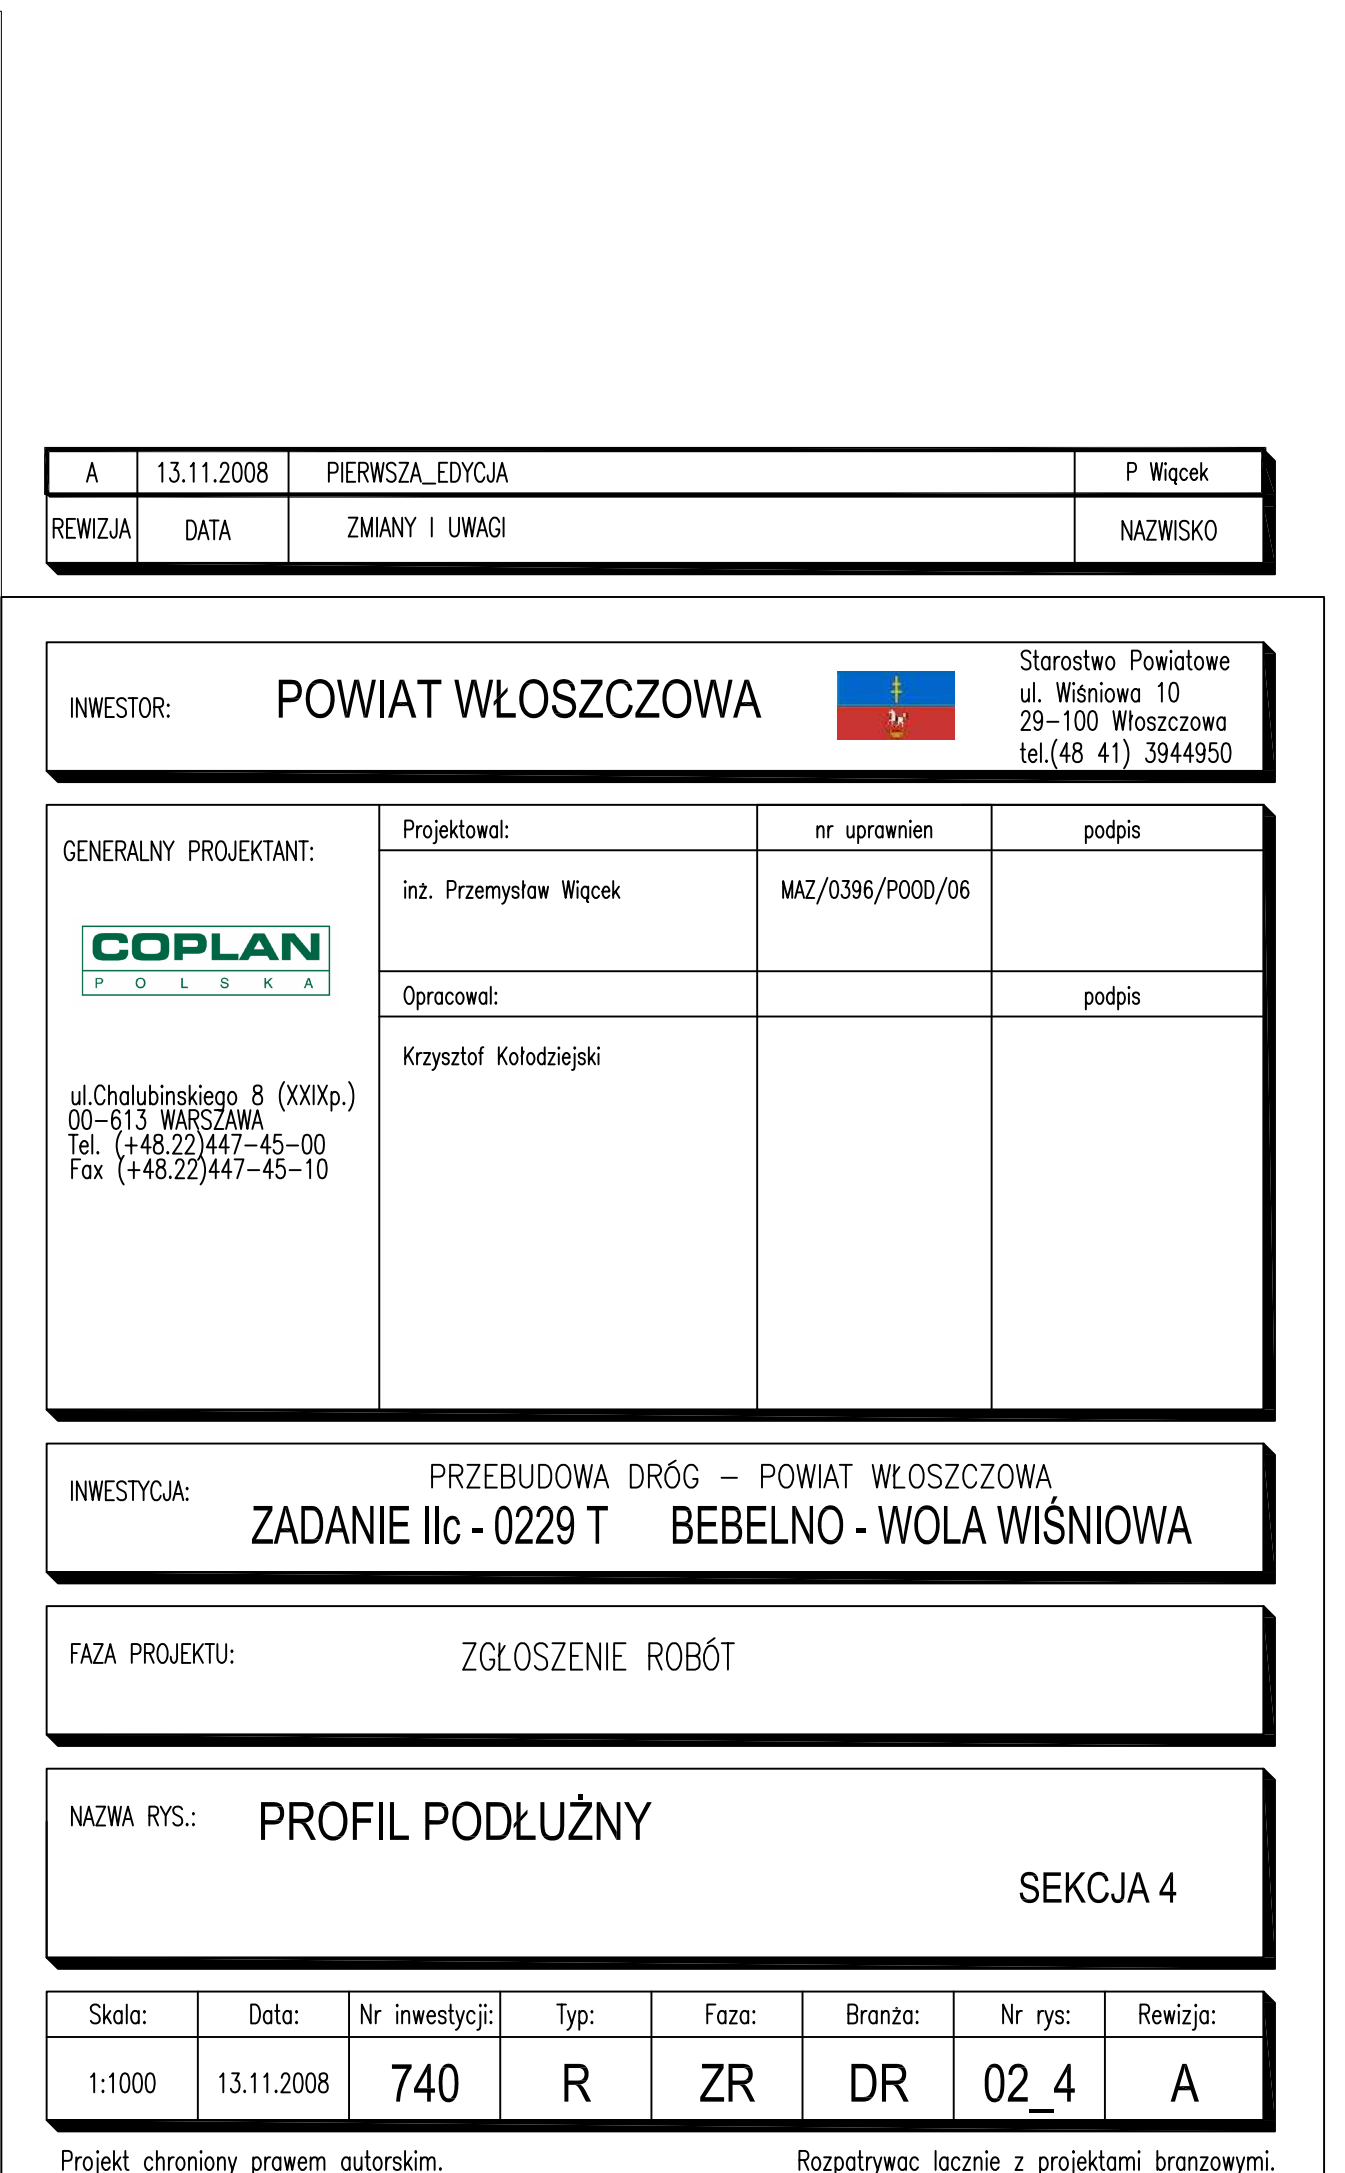 A 13.11.2008 PIERWSZA_EDYCJA P Wiącek
REWIZJA DATA ZMIANY I UWAGI NAZWISKO
INWESTOR: POWIAT WŁOSZCZOWA
Starostwo Powiatowe
ul. Wiśniowa 10
29-100 Włoszczowa
tel.(48 41) 3944950
GENERALNY PROJEKTANT:
COPLAN
POLSKA
ul.Chalubinskiego 8 (XXIXp.)
00-613 WARSZAWA
Tel. (+48.22)447-45-00
Fax (+48.22)447-45-10
Projektowal: nr uprawnien podpis
inż. Przemysław Wiącek MAZ/0396/POOD/06
Opracowal: podpis
Krzysztof Kołodziejski
INWESTYCJA: PRZEBUDOWA DRÓG - POWIAT WŁOSZCZOWA
ZADANIE IIc - 0229 T BEBELNO - WOLA WIŚNIOWA
FAZA PROJEKTU: ZGŁOSZENIE ROBÓT
NAZWA RYS.: PROFIL PODŁUŻNY
SEKCJA 4
Skala: Data: Nr inwestycji: Typ: Faza: Branża: Nr rys: Rewizja:
1:1000 13.11.2008 740 R ZR DR 02_4 A
Projekt chroniony prawem autorskim. Rozpatrywac lacznie z projektami branzowymi.